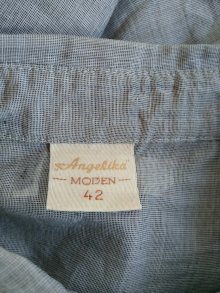 "Angelika"
— MODEN —
42